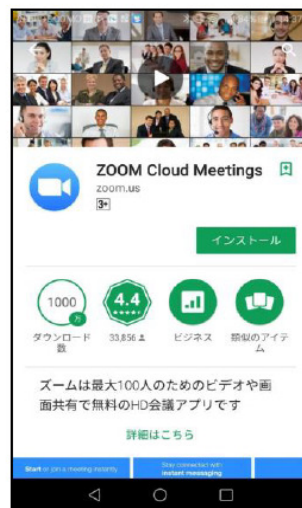 ZOOM Cloud Meetings
zoom.us
3+
インストール
1000
万
4.4
ダウンロード
数
33,856
ビジネス
類似のアイテ
ム
ズームは最大100人のためのビデオや画
面共有で無料のHD会議アプリです
詳細はこちら
Start or join a meeting instantly
Stay connected with
instant messaging